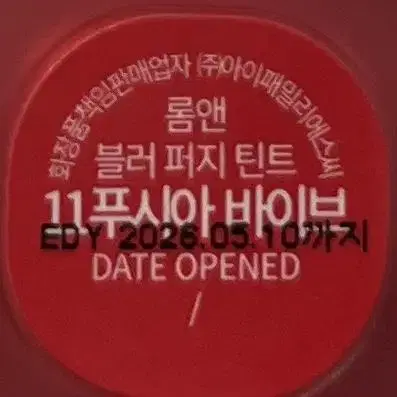 화장품책임판매업자 ㈜아이패밀리에스씨
롬앤
블러 퍼지 틴트
11 푸시아 바이브
EDY 2026.05.10까지
DATE OPENED
/